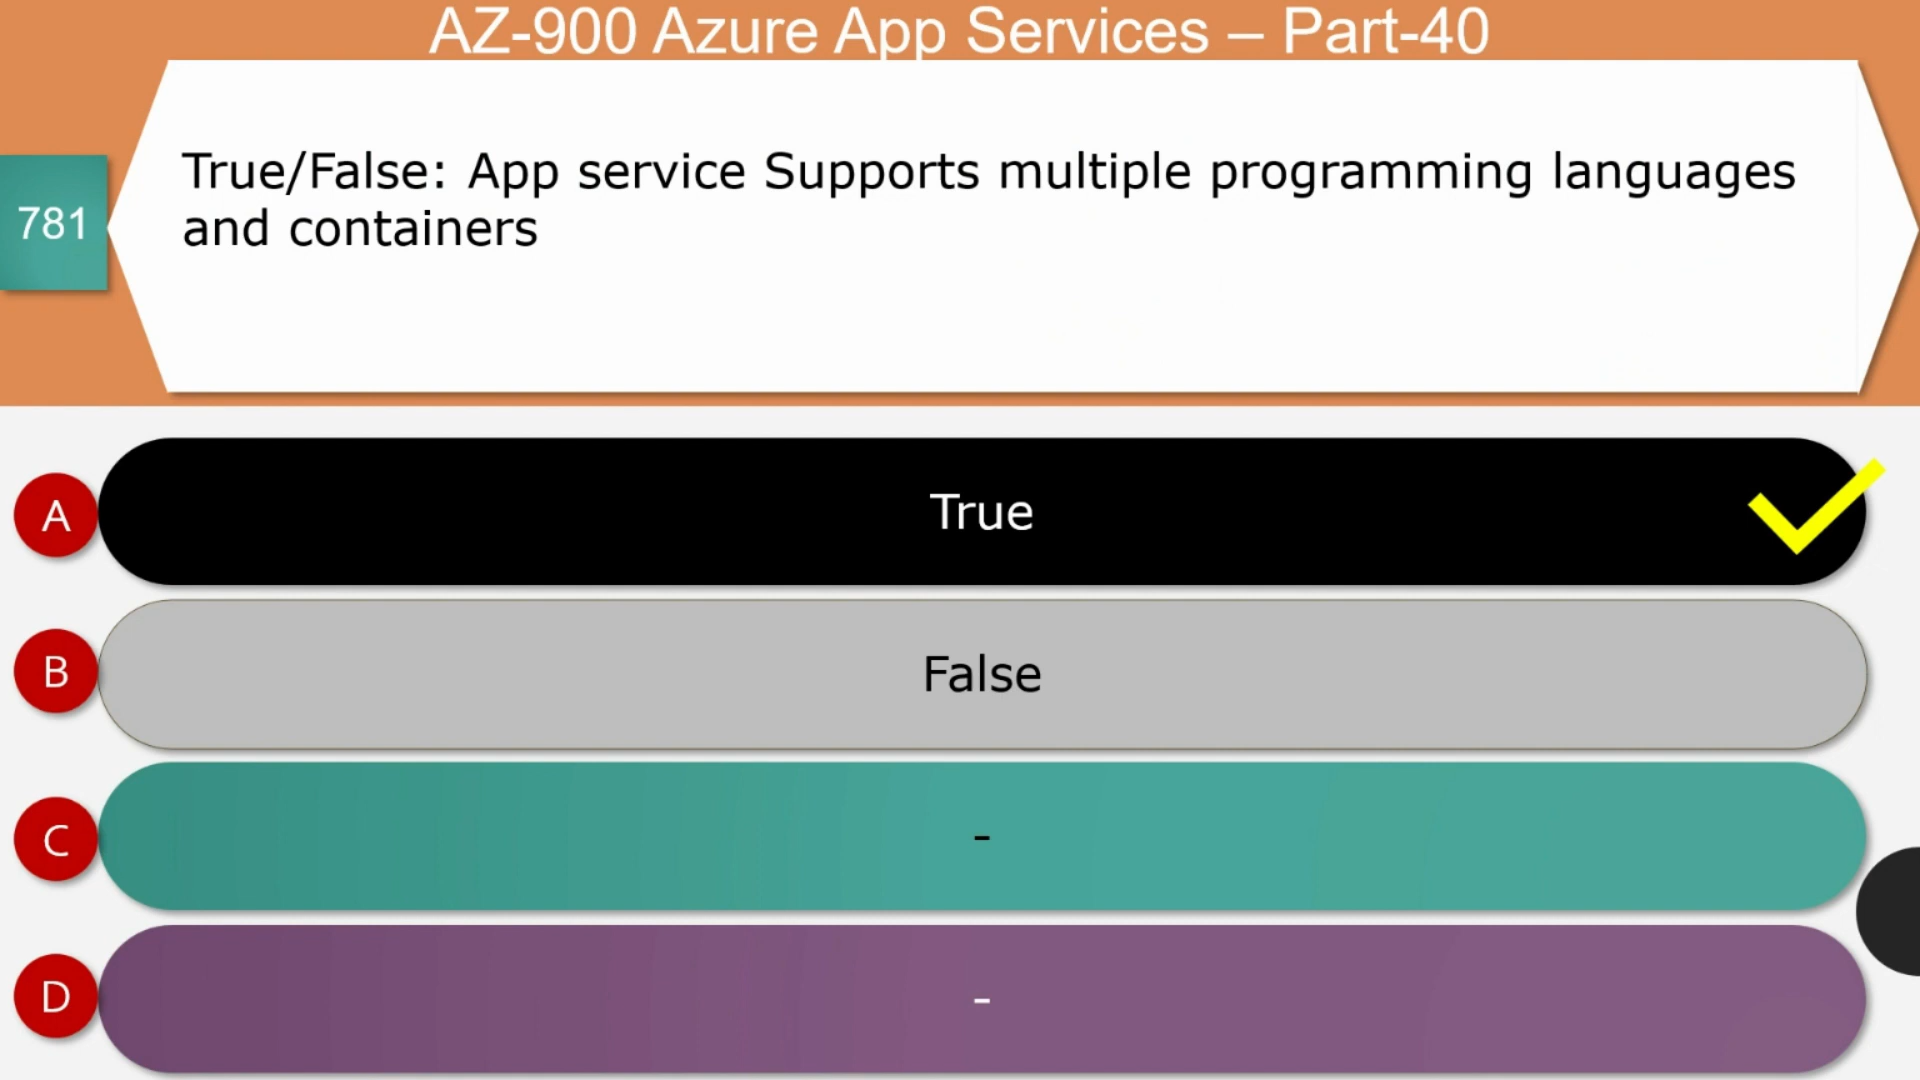 AZ-900 Azure App Services – Part-40
781
True/False: App service Supports multiple programming languages
and containers
A
True
B
False
C
-
D
-